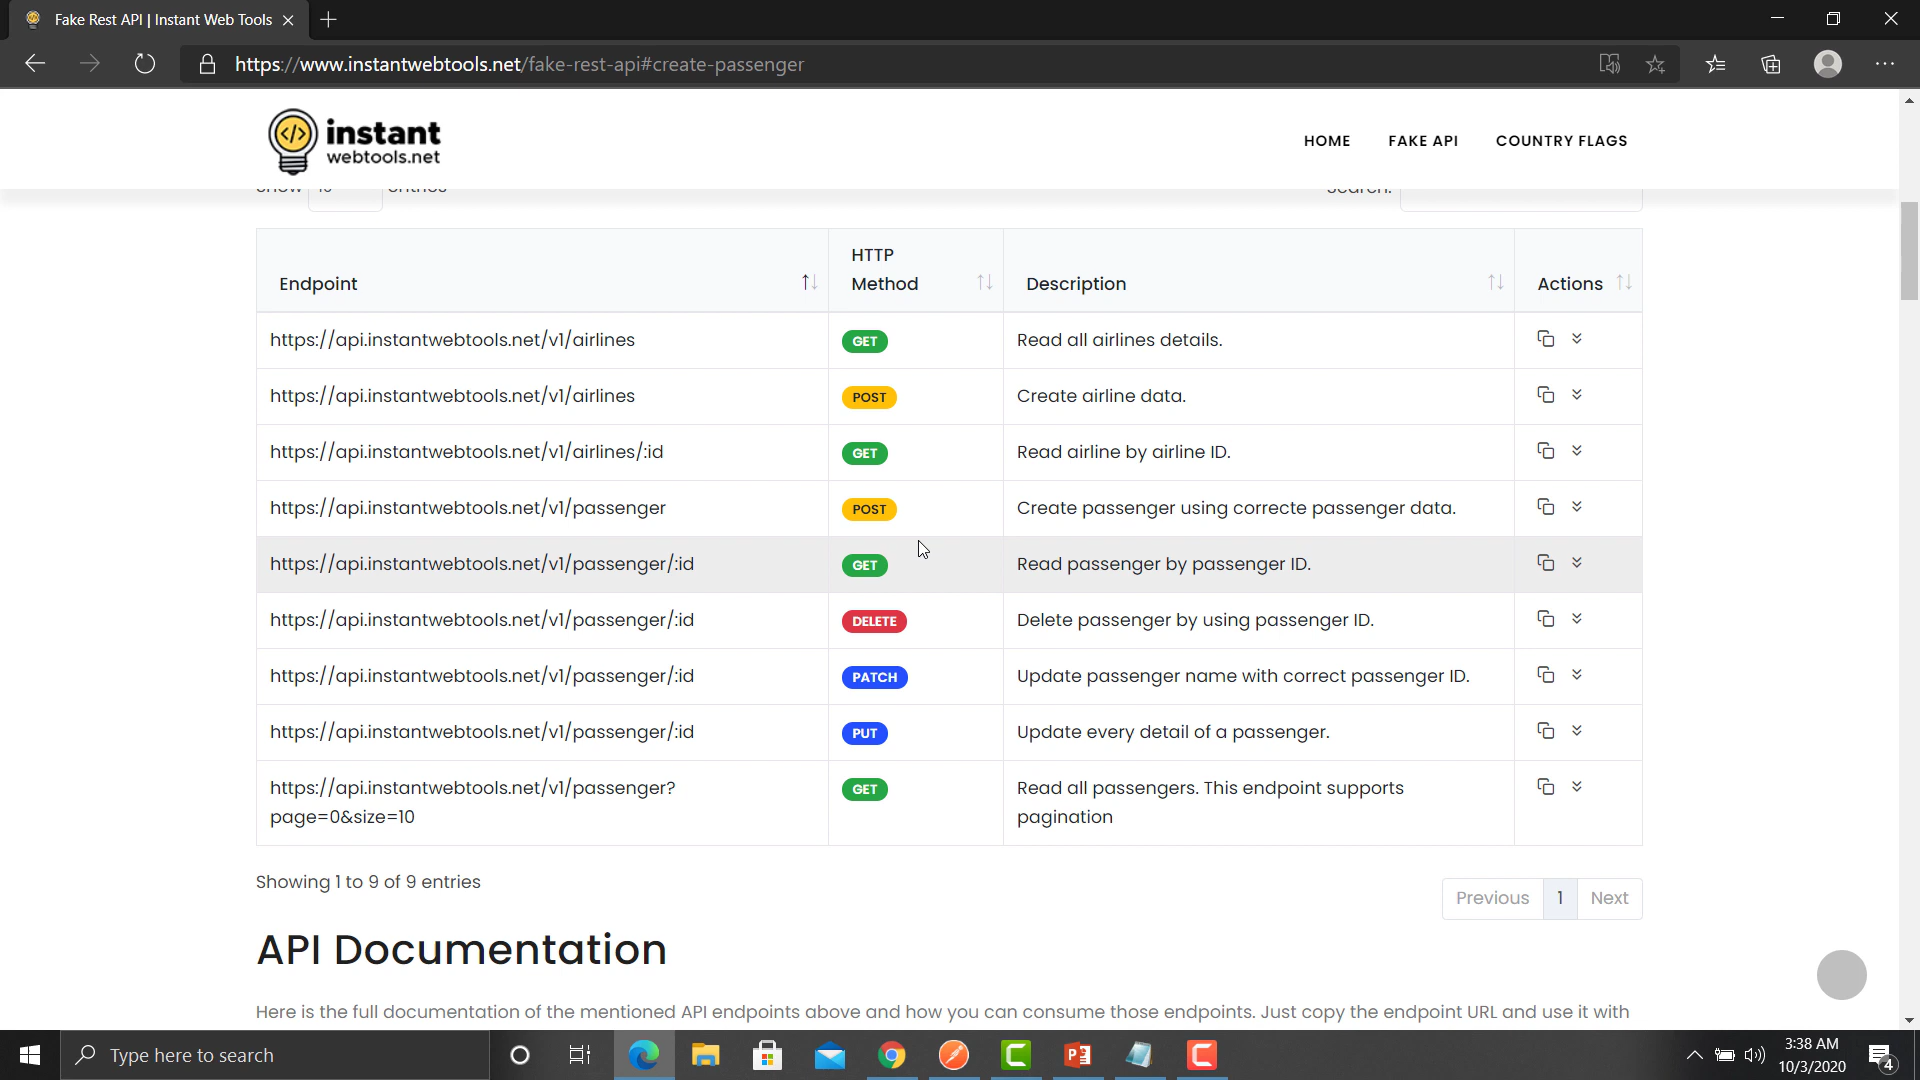 Fake Rest API | Instant Web Tools
https://www.instantwebtools.net/fake-rest-api#create-passenger
instant
webtools.net
HOME FAKE API COUNTRY FLAGS
Show 10 entries Search:
Endpoint HTTP Method Description Actions
https://api.instantwebtools.net/v1/airlines GET Read all airlines details.
https://api.instantwebtools.net/v1/airlines POST Create airline data.
https://api.instantwebtools.net/v1/airlines/:id GET Read airline by airline ID.
https://api.instantwebtools.net/v1/passenger POST Create passenger using correcte passenger data.
https://api.instantwebtools.net/v1/passenger/:id GET Read passenger by passenger ID.
https://api.instantwebtools.net/v1/passenger/:id DELETE Delete passenger by using passenger ID.
https://api.instantwebtools.net/v1/passenger/:id PATCH Update passenger name with correct passenger ID.
https://api.instantwebtools.net/v1/passenger/:id PUT Update every detail of a passenger.
https://api.instantwebtools.net/v1/passenger? GET Read all passengers. This endpoint supports
page=0&size=10 pagination
Showing 1 to 9 of 9 entries
Previous 1 Next
API Documentation
Here is the full documentation of the mentioned API endpoints above and how you can consume those endpoints. Just copy the endpoint URL and use it with
Type here to search
3:38 AM
10/3/2020
4